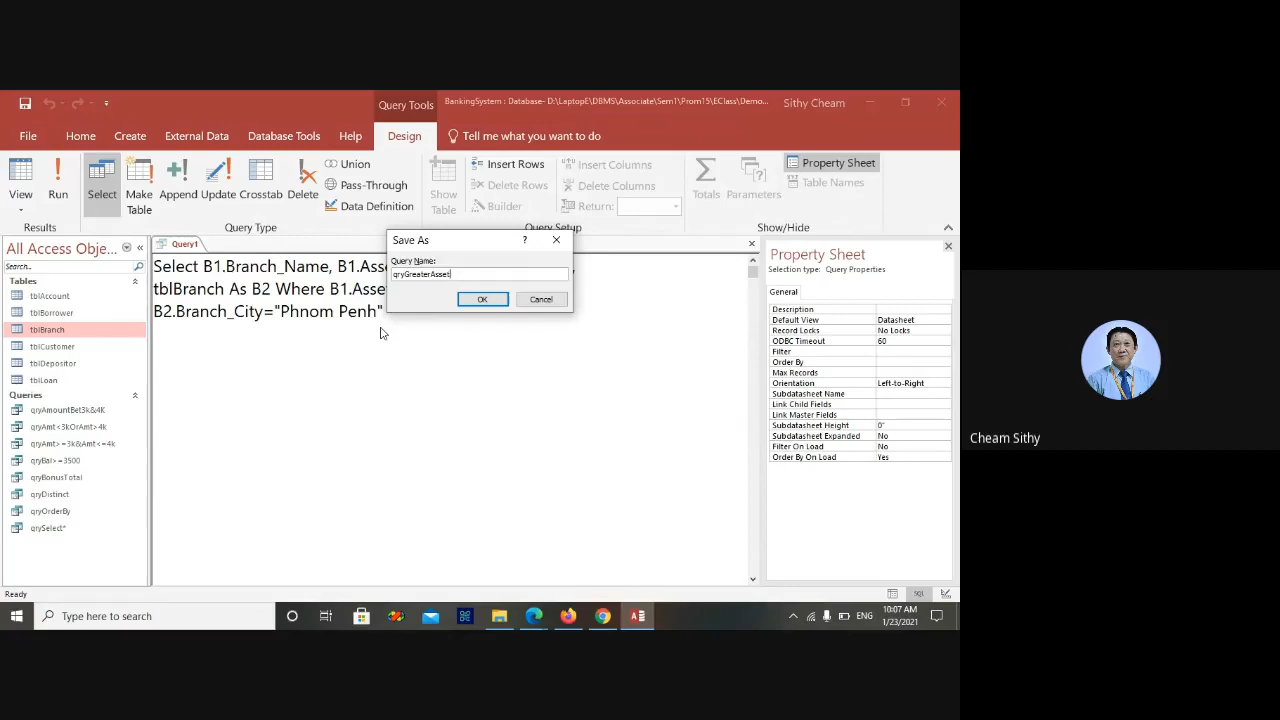 Query Tools
BankingSystem : Database- D:\LaptopE\DBMS\Associate\Sem1\Prom15\EClass\Demo...
Sithy Cheam
File Home Create External Data Database Tools Help Design Tell me what you want to do
View
Run
Select
Make Table
Append
Update
Crosstab
Delete
Union
Pass-Through
Data Definition
Show Table
Insert Rows
Delete Rows
Builder
Insert Columns
Delete Columns
Return:
Totals
Parameters
Property Sheet
Table Names
Results
Query Type
Query Setup
Show/Hide
All Access Obje...
Search...
Tables
tblAccount
tblBorrower
tblBranch
tblCustomer
tblDepositor
tblLoan
Queries
qryAmountBet3k&4K
qryAmt<3kOrAmt>4k
qryAmt>=3k&Amt<=4k
qryBal>=3500
qryBonusTotal
qryDistinct
qryOrderBy
qrySelect*
Query1
Select B1.Branch_Name, B1.Asse
tblBranch As B2 Where B1.Asse
B2.Branch_City="Phnom Penh"
Save As
?
Query Name:
qryGreaterAsset
OK
Cancel
Property Sheet
Selection type: Query Properties
General
Description
Default View Datasheet
Record Locks No Locks
ODBC Timeout 60
Filter
Order By
Max Records
Orientation Left-to-Right
Subdatasheet Name
Link Child Fields
Link Master Fields
Subdatasheet Height 0"
Subdatasheet Expanded No
Filter On Load No
Order By On Load Yes
Ready
SQL
Type here to search
ENG
10:07 AM
1/23/2021
Cheam Sithy